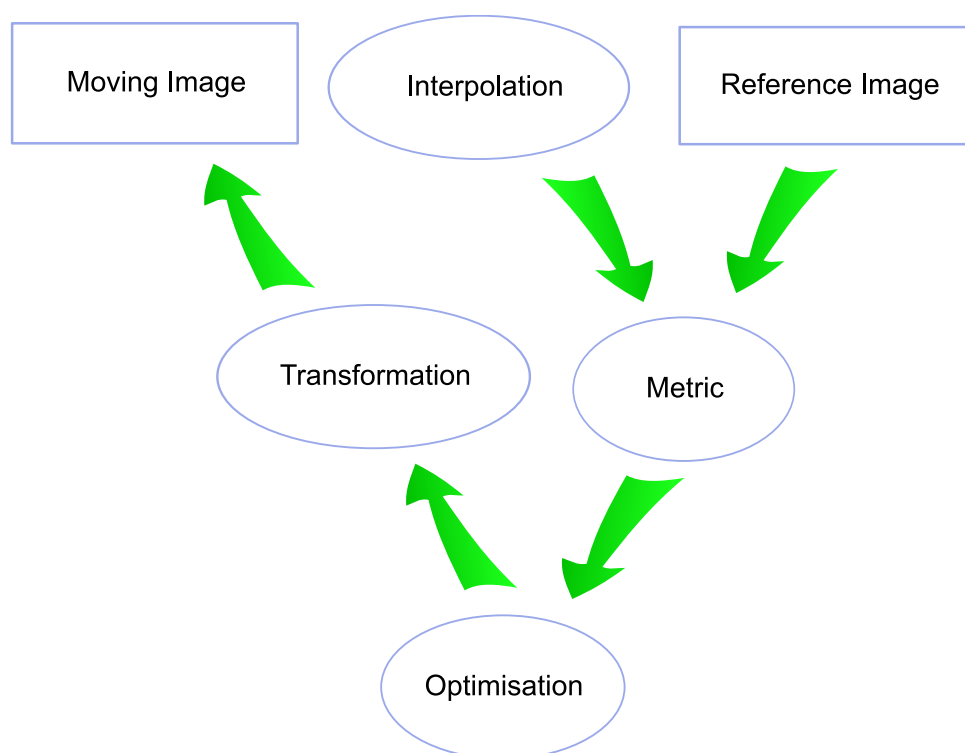 Moving Image
Interpolation
Reference Image
Transformation
Metric
Optimisation